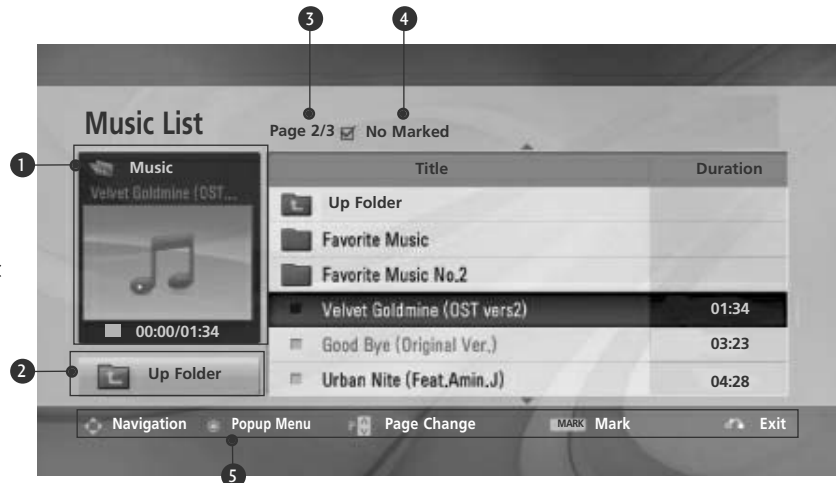 3 4
Music List
Page 2/3 No Marked
1
Music
Velvet Goldmine (OST...
00:00/01:34
2
Up Folder
Title Duration
Up Folder
Favorite Music
Favorite Music No.2
Velvet Goldmine (OST vers2) 01:34
Good Bye (Original Ver.) 03:23
Urban Nite (Feat.Amin.J) 04:28
Navigation Popup Menu P Page Change MARK Mark Exit
5